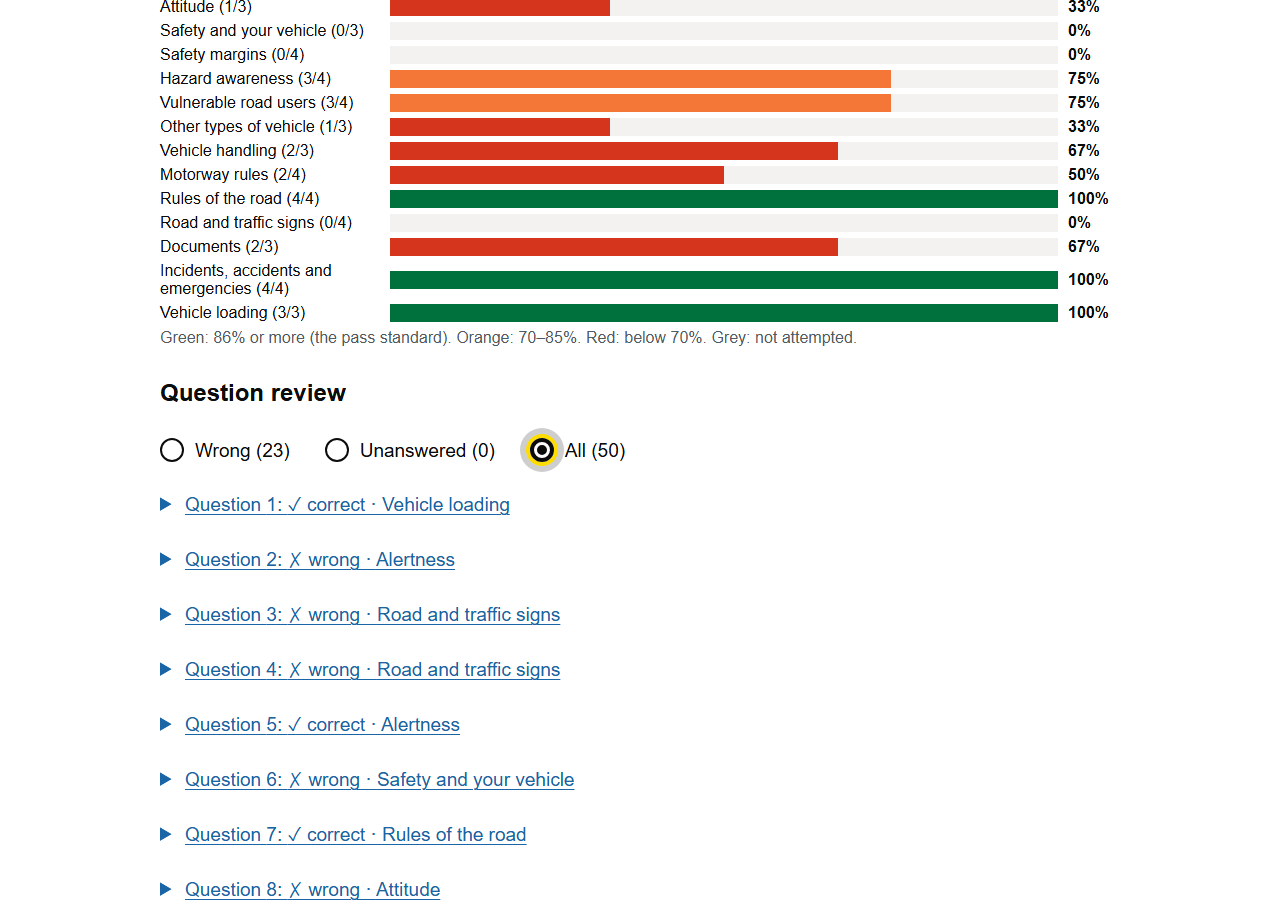 Attitude (1/3) 33%
Safety and your vehicle (0/3) 0%
Safety margins (0/4) 0%
Hazard awareness (3/4) 75%
Vulnerable road users (3/4) 75%
Other types of vehicle (1/3) 33%
Vehicle handling (2/3) 67%
Motorway rules (2/4) 50%
Rules of the road (4/4) 100%
Road and traffic signs (0/4) 0%
Documents (2/3) 67%
Incidents, accidents and
emergencies (4/4) 100%
Vehicle loading (3/3) 100%
Green: 86% or more (the pass standard). Orange: 70–85%. Red: below 70%. Grey: not attempted.
Question review
Wrong (23) Unanswered (0) All (50)
Question 1: ✓ correct · Vehicle loading
Question 2: ✗ wrong · Alertness
Question 3: ✗ wrong · Road and traffic signs
Question 4: ✗ wrong · Road and traffic signs
Question 5: ✓ correct · Alertness
Question 6: ✗ wrong · Safety and your vehicle
Question 7: ✓ correct · Rules of the road
Question 8: ✗ wrong · Attitude